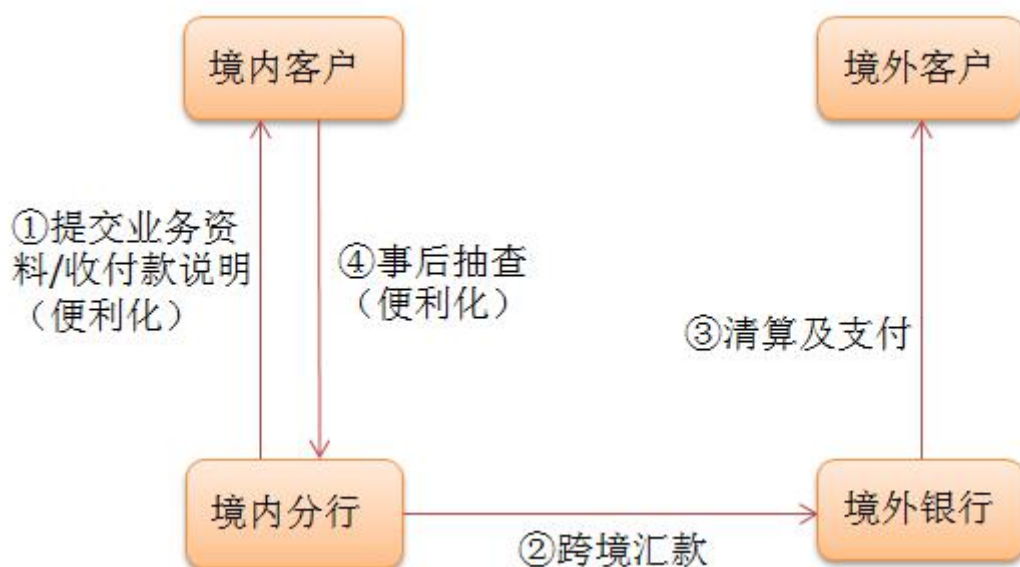 境内客户
境外客户
①提交业务资
料/收付款说明
（便利化）
④事后抽查
（便利化）
③清算及支付
境内分行
境外银行
②跨境汇款